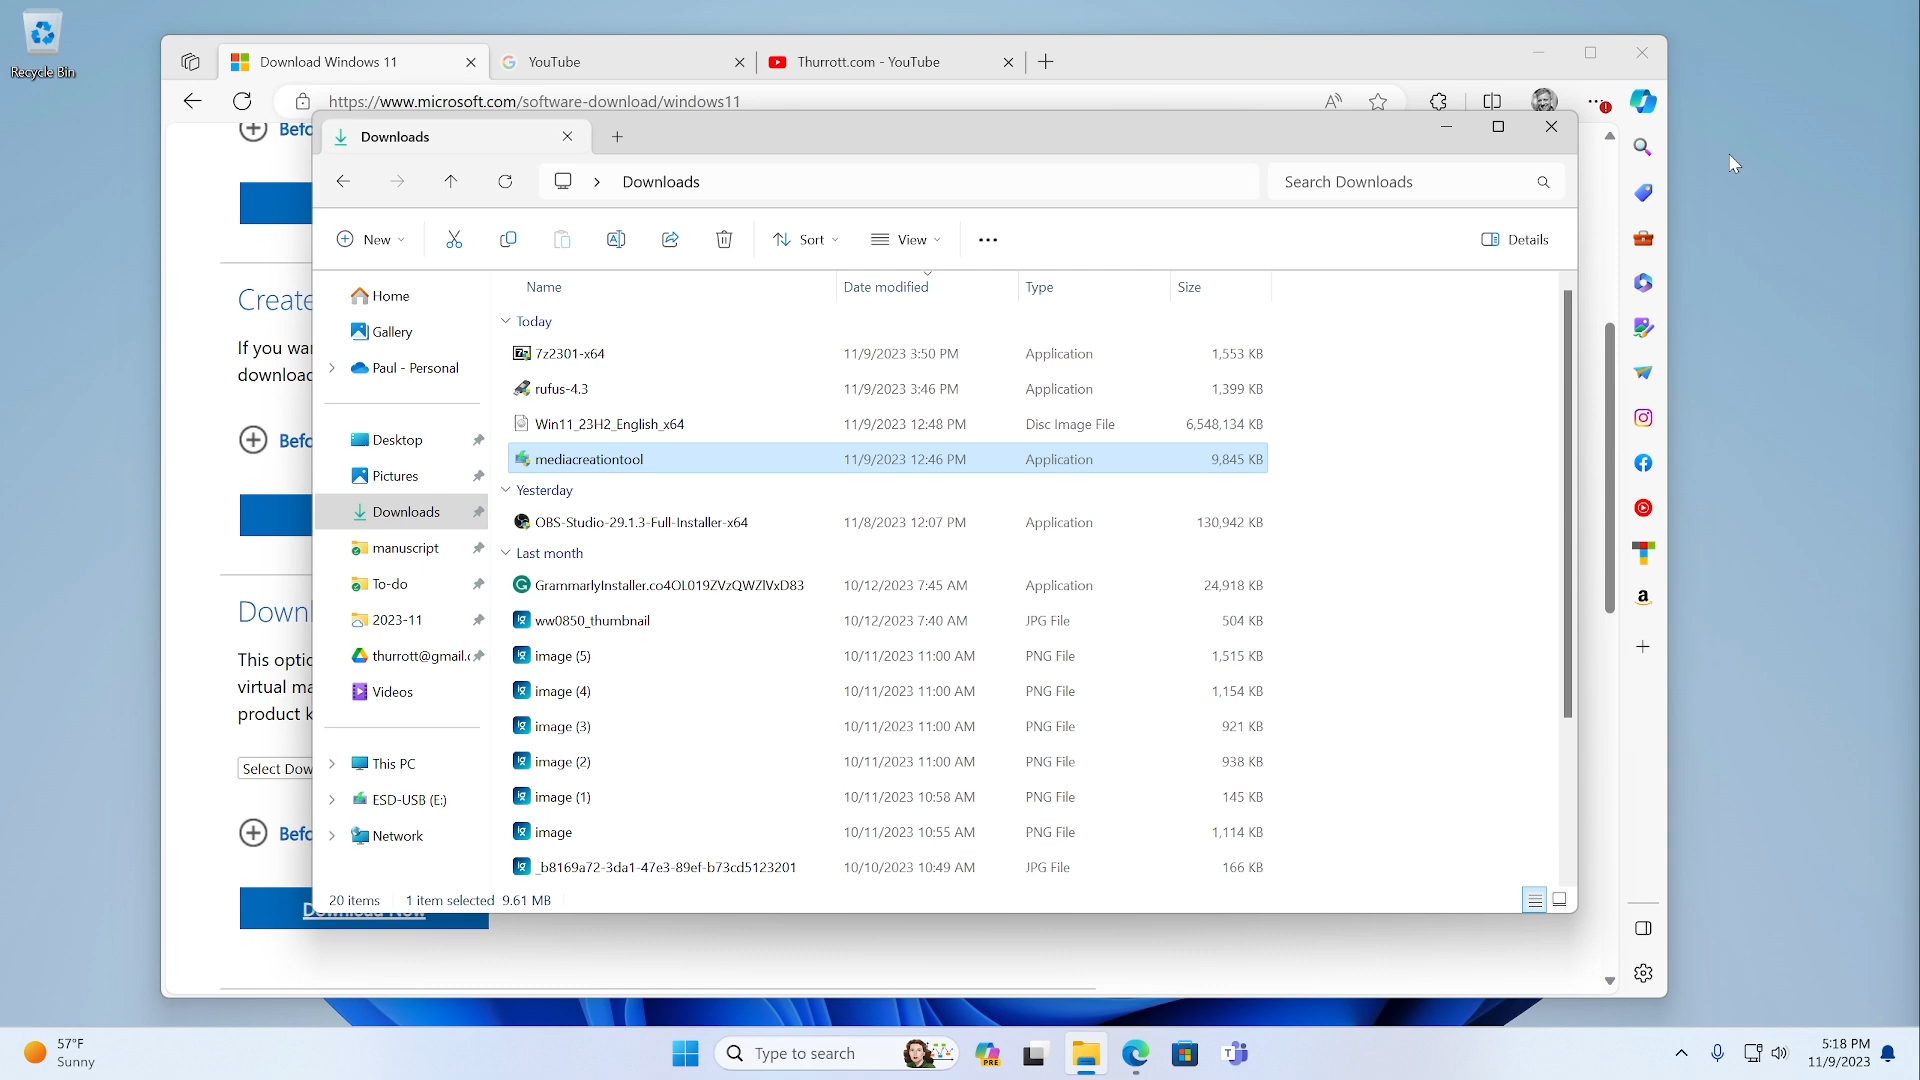 Recycle Bin
Download Windows 11
YouTube
Thurrott.com - YouTube
https://www.microsoft.com/software-download/windows11
Downloads
Downloads
Search Downloads
New
Sort
View
Details
Befo
Create
If you wa
download
Befo
Downl
This optic
virtual ma
product k
Select Dow
Befo
Download Now
Home
Gallery
Paul - Personal
Desktop
Pictures
Downloads
manuscript
To-do
2023-11
thurrott@gmail.c
Videos
This PC
ESD-USB (E:)
Network
Name Date modified Type Size
Today
7z2301-x64 11/9/2023 3:50 PM Application 1,553 KB
rufus-4.3 11/9/2023 3:46 PM Application 1,399 KB
Win11_23H2_English_x64 11/9/2023 12:48 PM Disc Image File 6,548,134 KB
mediacreationtool 11/9/2023 12:46 PM Application 9,845 KB
Yesterday
OBS-Studio-29.1.3-Full-Installer-x64 11/8/2023 12:07 PM Application 130,942 KB
Last month
GrammarlyInstaller.co4OL019ZVzQWZlVxD83 10/12/2023 7:45 AM Application 24,918 KB
ww0850_thumbnail 10/12/2023 7:40 AM JPG File 504 KB
image (5) 10/11/2023 11:00 AM PNG File 1,515 KB
image (4) 10/11/2023 11:00 AM PNG File 1,154 KB
image (3) 10/11/2023 11:00 AM PNG File 921 KB
image (2) 10/11/2023 11:00 AM PNG File 938 KB
image (1) 10/11/2023 10:58 AM PNG File 145 KB
image 10/11/2023 10:55 AM PNG File 1,114 KB
_b8169a72-3da1-47e3-89ef-b73cd5123201 10/10/2023 10:49 AM JPG File 166 KB
20 items 1 item selected 9.61 MB
57°F
Sunny
Type to search
PRE
5:18 PM
11/9/2023